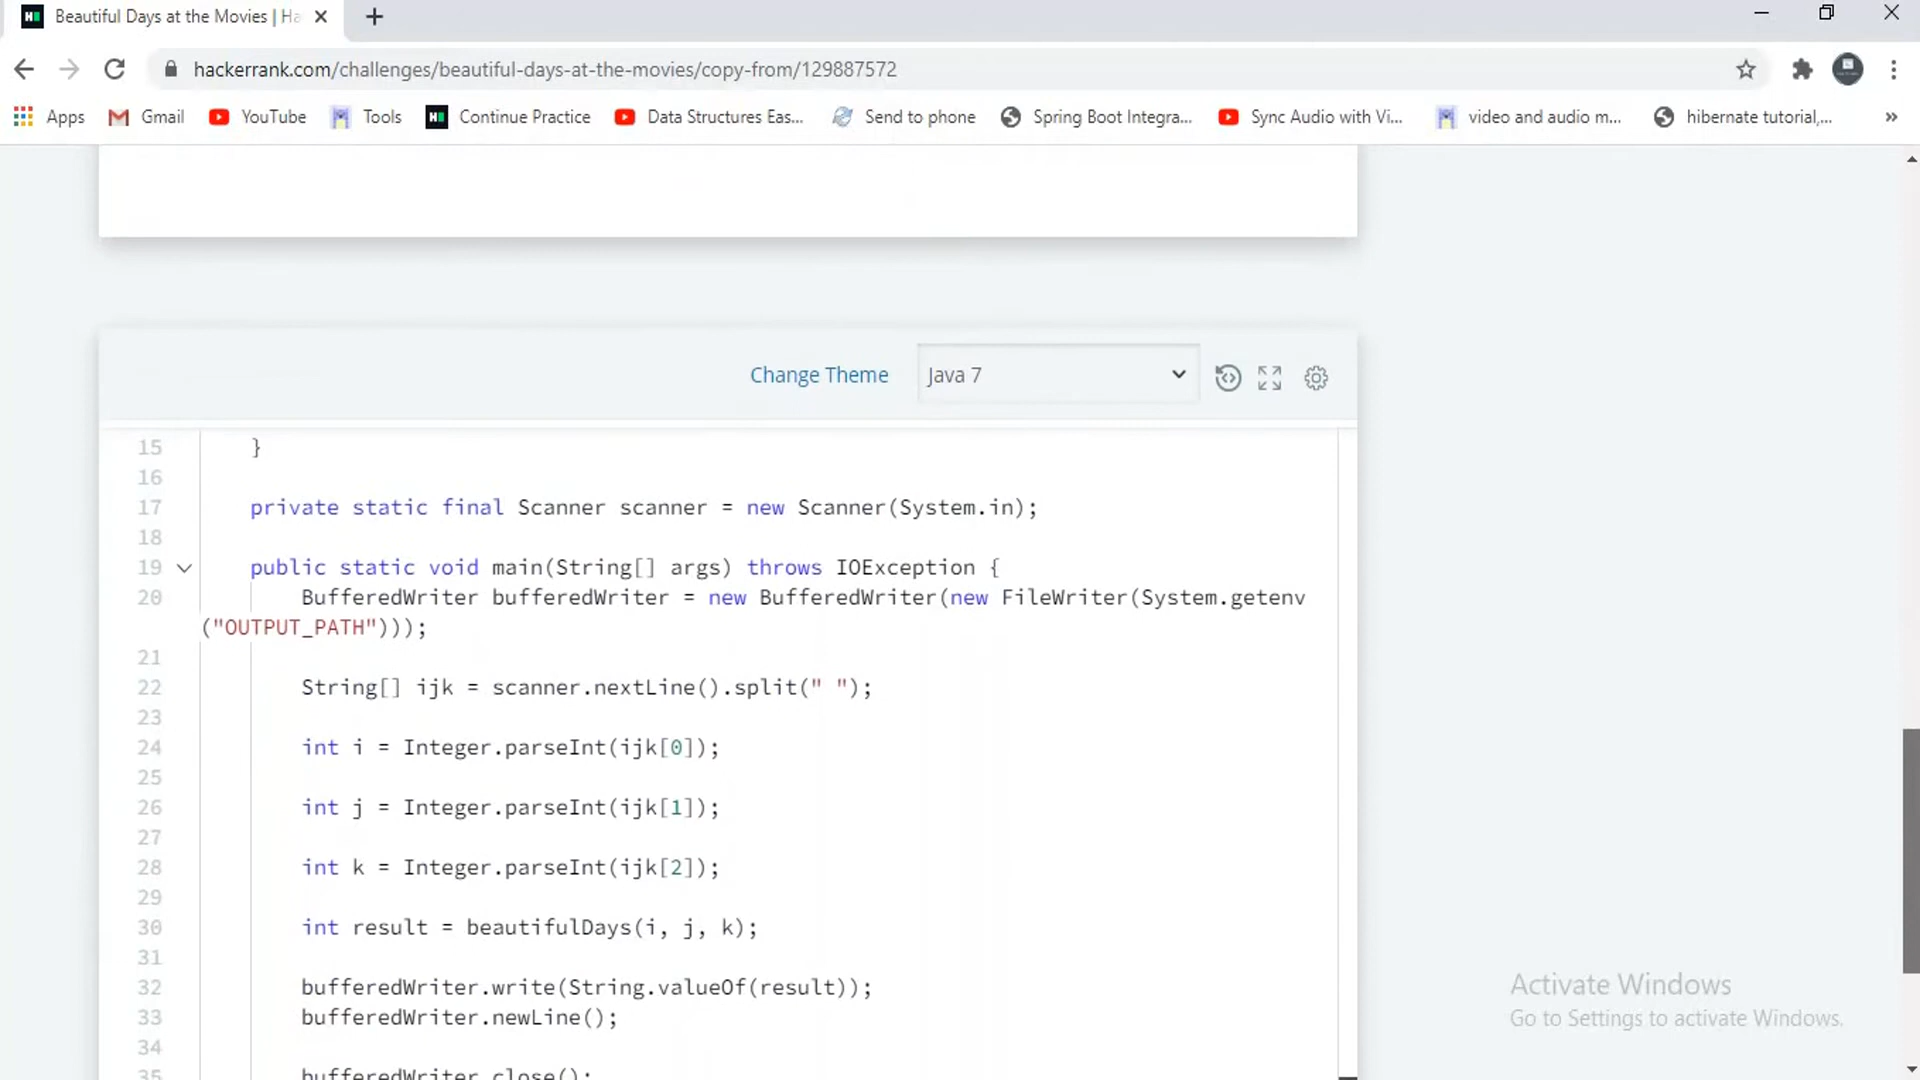 Beautiful Days at the Movies | Ha
hackerrank.com/challenges/beautiful-days-at-the-movies/copy-from/129887572
Apps Gmail YouTube Tools Continue Practice Data Structures Eas... Send to phone Spring Boot Integra... Sync Audio with Vi... video and audio m... hibernate tutorial,... »
Change Theme Java 7
15 }
16
17 private static final Scanner scanner = new Scanner(System.in);
18
19 public static void main(String[] args) throws IOException {
20 BufferedWriter bufferedWriter = new BufferedWriter(new FileWriter(System.getenv
("OUTPUT_PATH")));
21
22 String[] ijk = scanner.nextLine().split(" ");
23
24 int i = Integer.parseInt(ijk[0]);
25
26 int j = Integer.parseInt(ijk[1]);
27
28 int k = Integer.parseInt(ijk[2]);
29
30 int result = beautifulDays(i, j, k);
31
32 bufferedWriter.write(String.valueOf(result));
33 bufferedWriter.newLine();
34
35 bufferedWriter.close();
Activate Windows
Go to Settings to activate Windows.